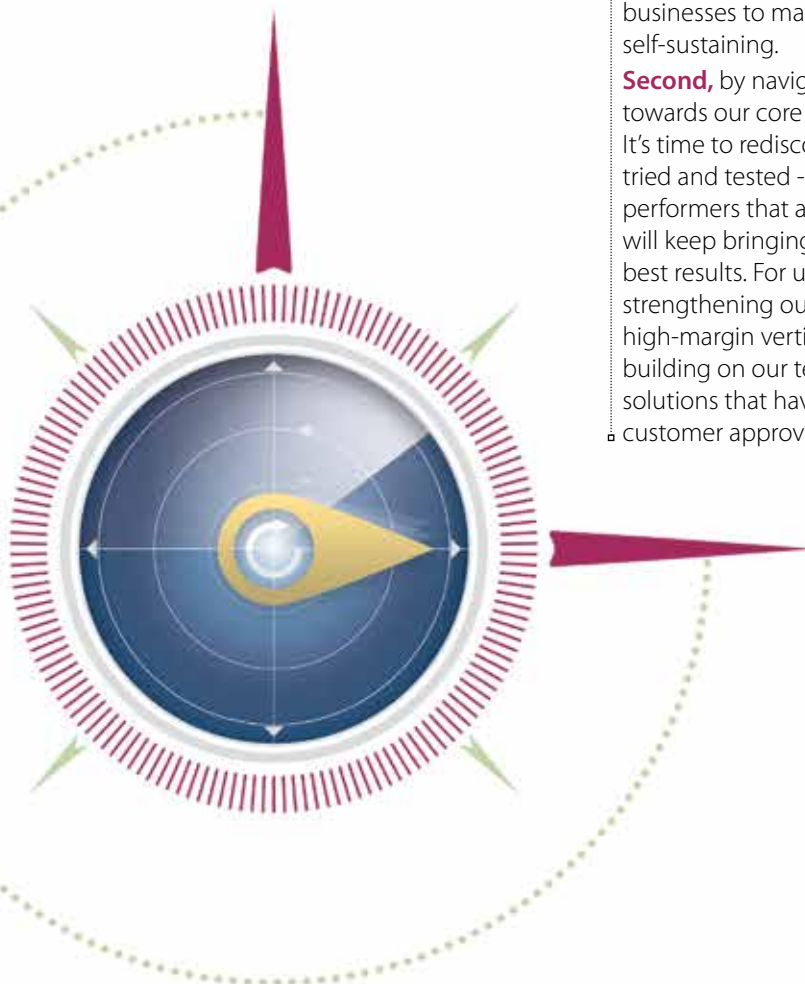 businesses to ma
self-sustaining.
Second, by navig
towards our core
It's time to redisco
tried and tested -
performers that a
will keep bringing
best results. For u
strengthening ou
high-margin verti
building on our te
solutions that hav
customer approv